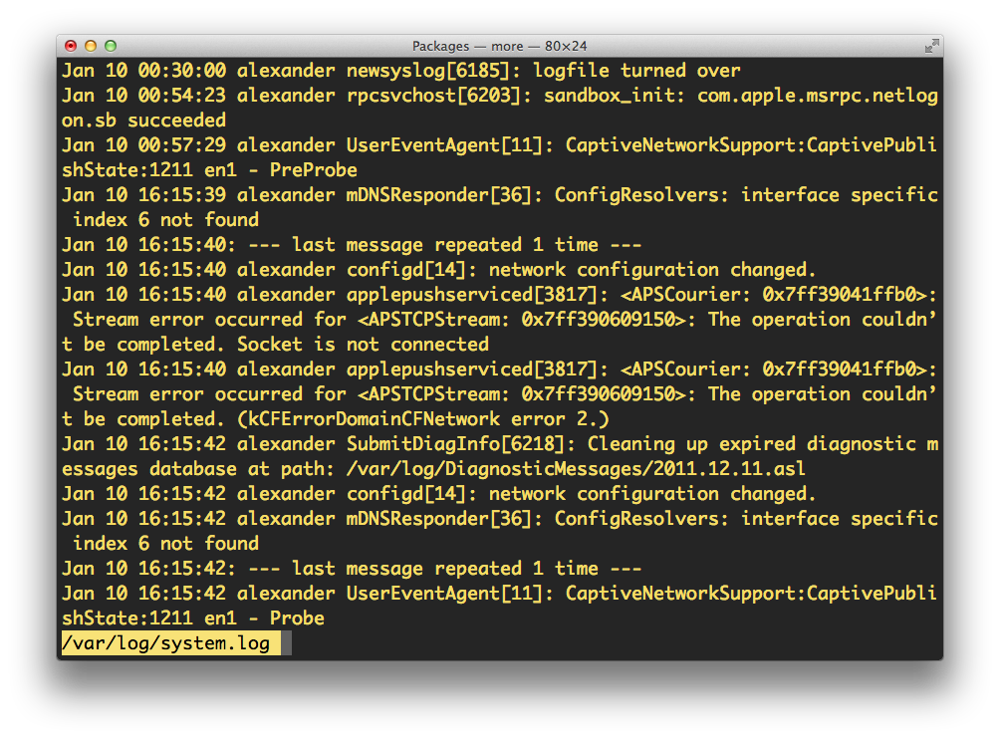 Packages — more — 80×24
Jan 10 00:30:00 alexander newsyslog[6185]: logfile turned over
Jan 10 00:54:23 alexander rpcsvchost[6203]: sandbox_init: com.apple.msrpc.netlog
on.sb succeeded
Jan 10 00:57:29 alexander UserEventAgent[11]: CaptiveNetworkSupport:CaptivePubli
shState:1211 en1 - PreProbe
Jan 10 16:15:39 alexander mDNSResponder[36]: ConfigResolvers: interface specific
 index 6 not found
Jan 10 16:15:40: --- last message repeated 1 time ---
Jan 10 16:15:40 alexander configd[14]: network configuration changed.
Jan 10 16:15:40 alexander applepushserviced[3817]: <APSCourier: 0x7ff39041ffb0>:
 Stream error occurred for <APSTCPStream: 0x7ff390609150>: The operation couldn’
t be completed. Socket is not connected
Jan 10 16:15:40 alexander applepushserviced[3817]: <APSCourier: 0x7ff39041ffb0>:
 Stream error occurred for <APSTCPStream: 0x7ff390609150>: The operation couldn’
t be completed. (kCFErrorDomainCFNetwork error 2.)
Jan 10 16:15:42 alexander SubmitDiagInfo[6218]: Cleaning up expired diagnostic m
essages database at path: /var/log/DiagnosticMessages/2011.12.11.asl
Jan 10 16:15:42 alexander configd[14]: network configuration changed.
Jan 10 16:15:42 alexander mDNSResponder[36]: ConfigResolvers: interface specific
 index 6 not found
Jan 10 16:15:42: --- last message repeated 1 time ---
Jan 10 16:15:42 alexander UserEventAgent[11]: CaptiveNetworkSupport:CaptivePubli
shState:1211 en1 - Probe
/var/log/system.log